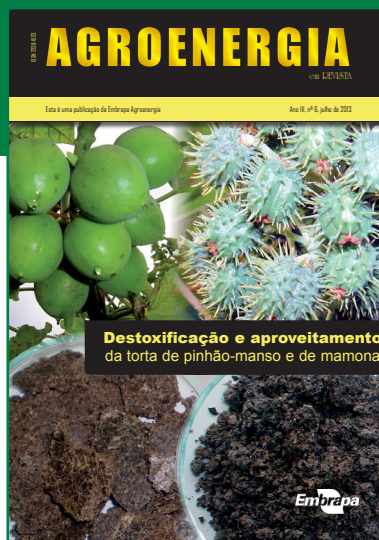 AGROENERGIA
em REVISTA
Esta é uma publicação da Embrapa Agroenergia
Ano III, nº 6, julho de 2013
Destoxificação e aproveitamento
da torta de pinhão-manso e de mamona
Embrapa